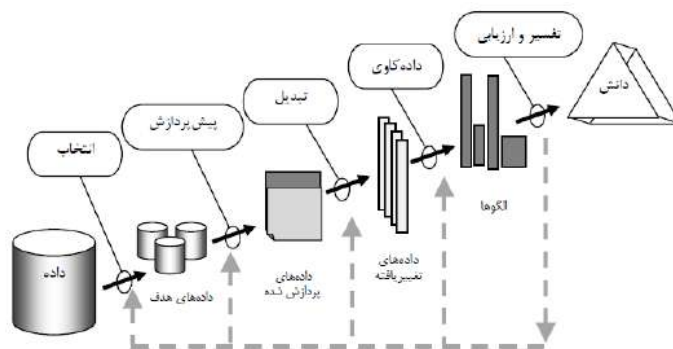 تفسیر و ارزیابی
داده‌کاوی
تبدیل
پیش‌پردازش
انتخاب
دانش
الگوها
داده‌های
تغییریافته
داده‌های
پردازش شده
داده‌های هدف
داده